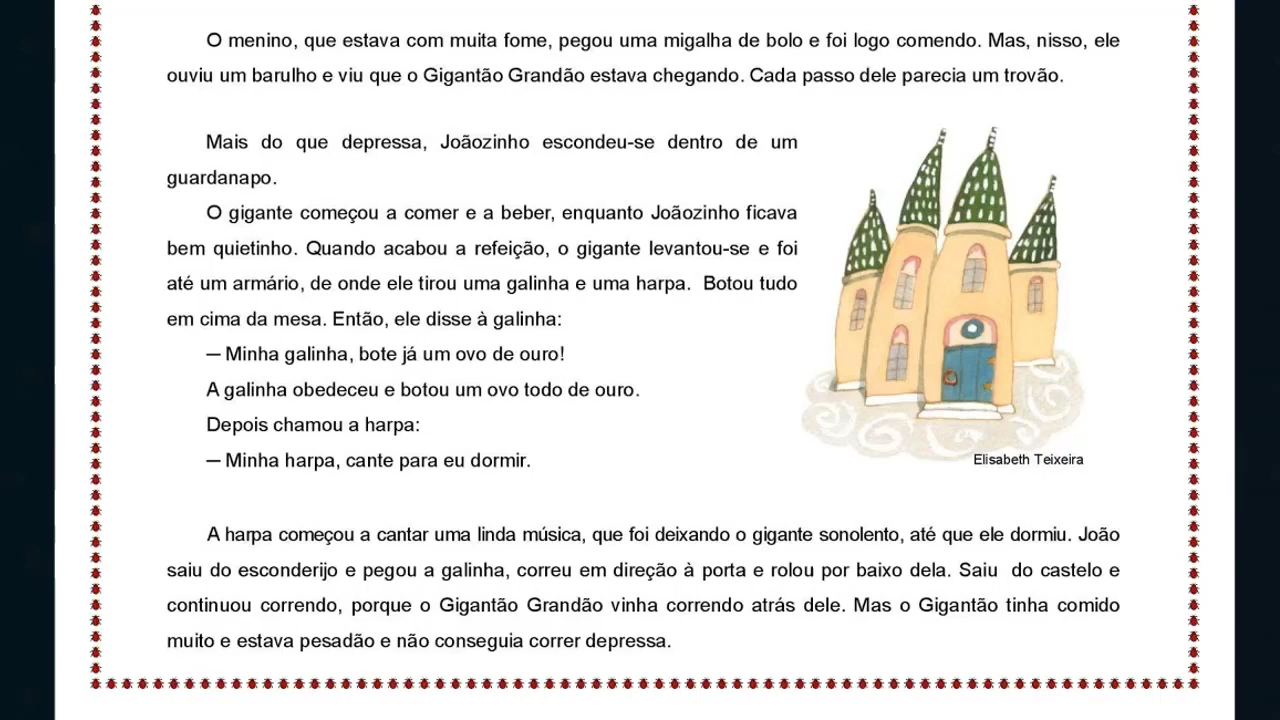 O menino, que estava com muita fome, pegou uma migalha de bolo e foi logo comendo. Mas, nisso, ele
ouviu um barulho e viu que o Gigantão Grandão estava chegando. Cada passo dele parecia um trovão.
Mais do que depressa, Joãozinho escondeu-se dentro de um
guardanapo.
O gigante começou a comer e a beber, enquanto Joãozinho ficava
bem quietinho. Quando acabou a refeição, o gigante levantou-se e foi
até um armário, de onde ele tirou uma galinha e uma harpa. Botou tudo
em cima da mesa. Então, ele disse à galinha:
— Minha galinha, bote já um ovo de ouro!
A galinha obedeceu e botou um ovo todo de ouro.
Depois chamou a harpa:
— Minha harpa, cante para eu dormir.
Elisabeth Teixeira
A harpa começou a cantar uma linda música, que foi deixando o gigante sonolento, até que ele dormiu. João
saiu do esconderijo e pegou a galinha, correu em direção à porta e rolou por baixo dela. Saiu do castelo e
continuou correndo, porque o Gigantão Grandão vinha correndo atrás dele. Mas o Gigantão tinha comido
muito e estava pesadão e não conseguia correr depressa.